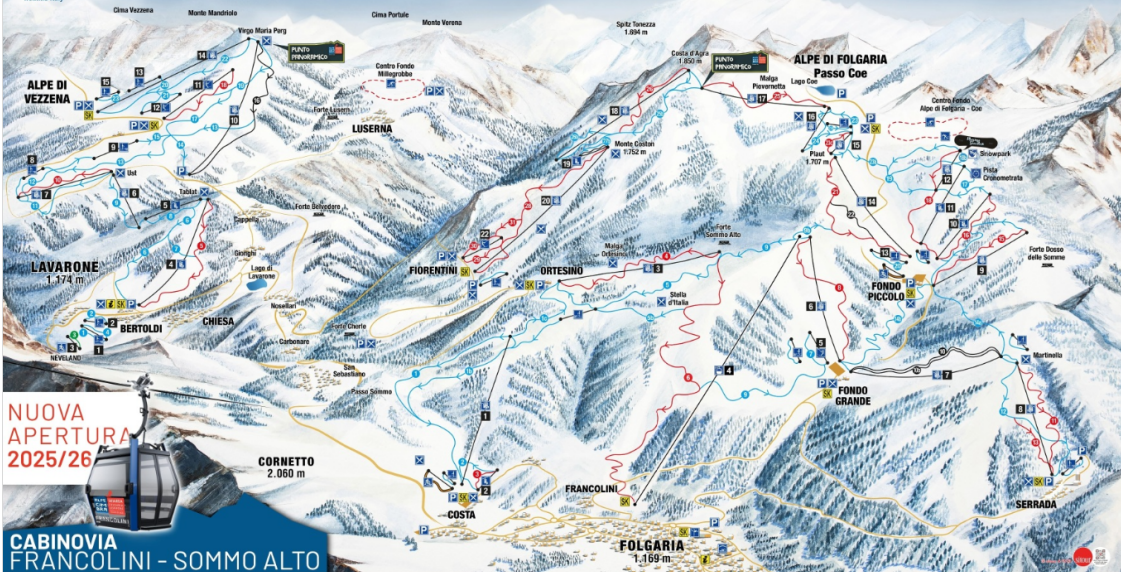 Cima Vezzena
Monte Mandriolo
Virgo Maria Perg
PUNTO
PANORAMICO
Cima Portule
Monte Verena
Spitz Tonezza
1.694 m
Costa d'Agra
1.850 m
PUNTO
PANORAMICO
ALPE DI FOLGARIA
Passo Coe
Malga
Piovernetta
Lago Coe
Centro Fondo
Alpe di Folgaria - Coe
Snowpark
Pista
Cronometrata
ALPE DI
VEZZENA
Centro Fondo
Millegrobbe
Forte Luserna
LUSERNA
Monte Coston
1.752 m
Plaut
1.707 m
Ust
Tablat
Cappella
Forte Belvedere
Gionghi
Lago di
Lavarone
LAVARONE
1.174 m
CHIESA
Nosellari
BERTOLDI
NEVELAND
Carbonare
Forte Cherle
San
Sebastiano
Passo Sommo
FIORENTINI
ORTESINO
Malga
Ortesino
Forte
Sommo Alto
Stella
d'Italia
FONDO
PICCOLO
Forte Dosso
delle Somme
Martinella
FONDO
GRANDE
SERRADA
FRANCOLINI
COSTA
CORNETTO
2.060 m
FOLGARIA
1.169 m
NUOVA
APERTURA
2025/26
CABINOVIA
FRANCOLINI - SOMMO ALTO